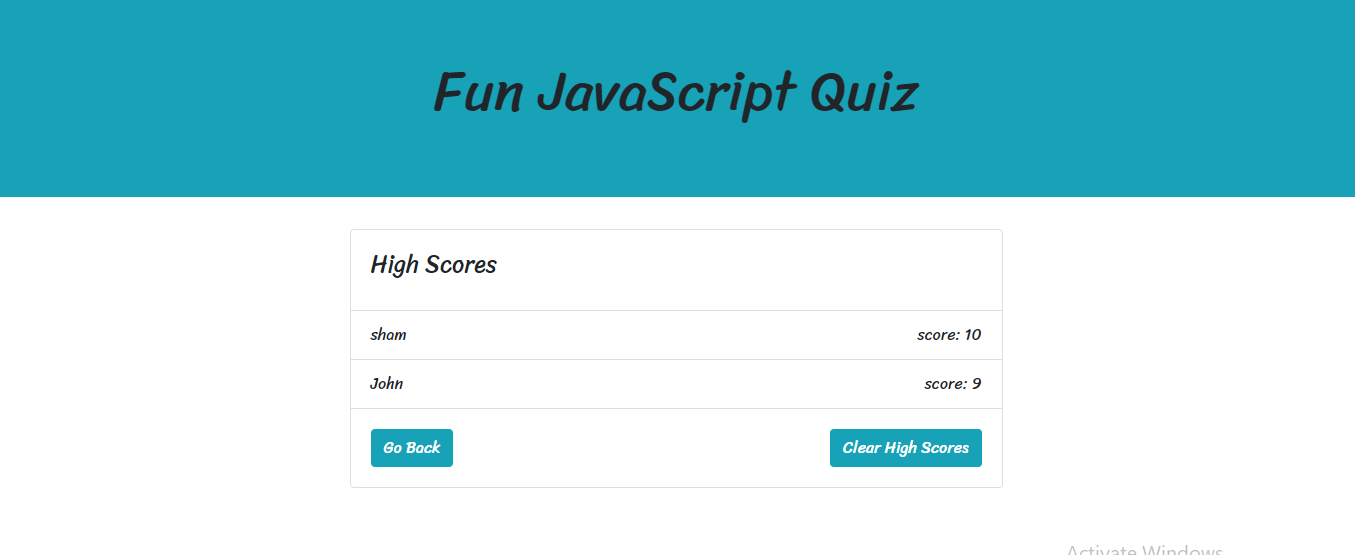 Fun JavaScript Quiz
High Scores
sham score: 10
John score: 9
Go Back Clear High Scores
Activate Windows